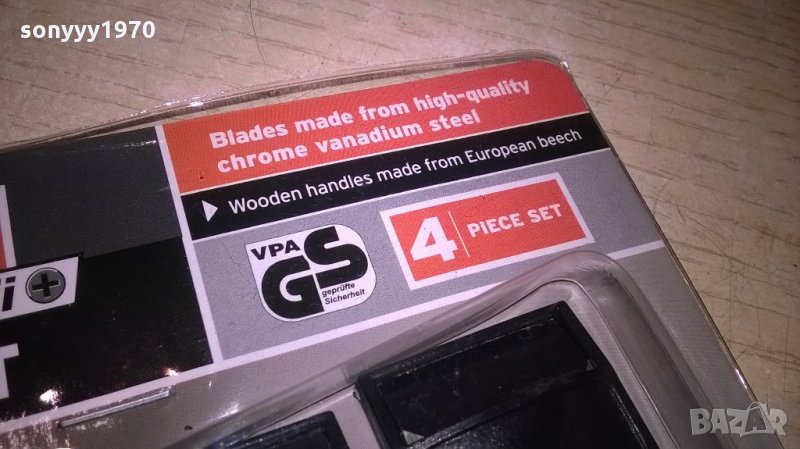 sonyyy1970
Blades made from high-quality
chrome vanadium steel
Wooden handles made from European beech
VPA
GS
geprüfte
Sicherheit
4 PIECE SET
BAZAR